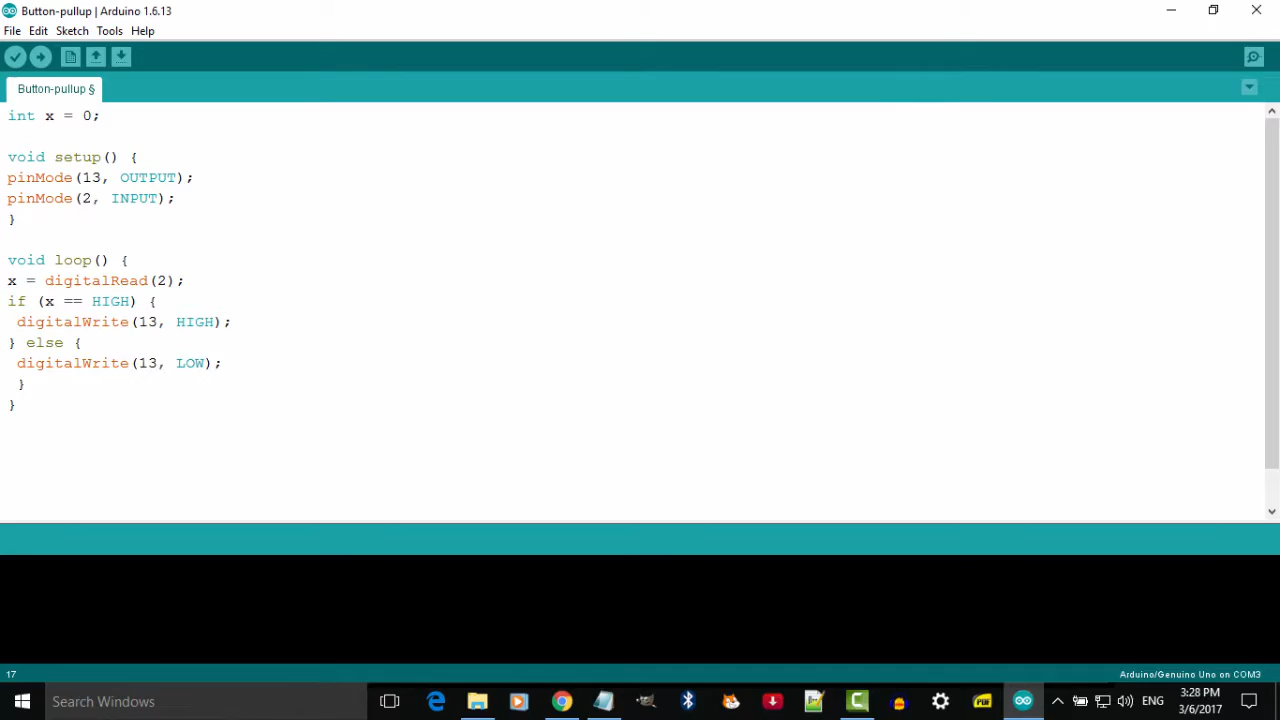 Button-pullup | Arduino 1.6.13
File Edit Sketch Tools Help
Button-pullup §
int x = 0;
void setup() {
pinMode(13, OUTPUT);
pinMode(2, INPUT);
}
void loop() {
x = digitalRead(2);
if (x == HIGH) {
digitalWrite(13, HIGH);
} else {
digitalWrite(13, LOW);
}
}
17
Arduino/Genuino Uno on COM3
Search Windows
PDF
ENG
3:28 PM
3/6/2017